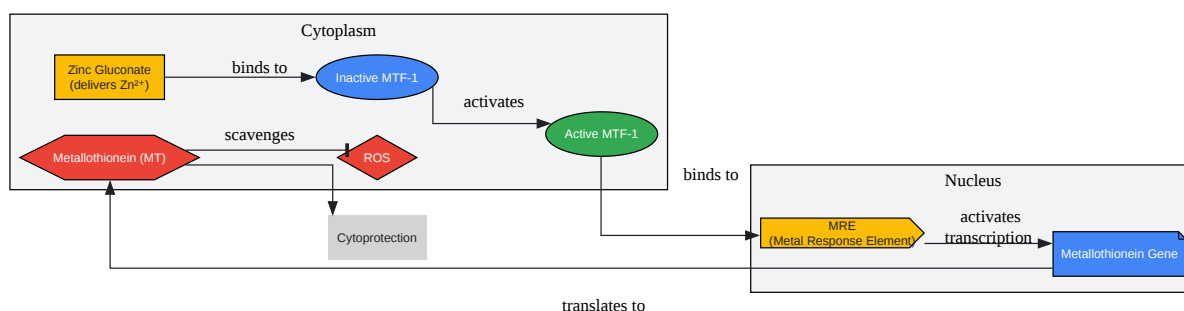 Cytoplasm
Zinc Gluconate
(delivers Zn²⁺)
binds to
Inactive MTF-1
activates
Active MTF-1
scavenges
Metallothionein (MT)
ROS
Cytoprotection
binds to
Nucleus
MRE
(Metal Response Element)
activates
transcription
Metallothionein Gene
translates to